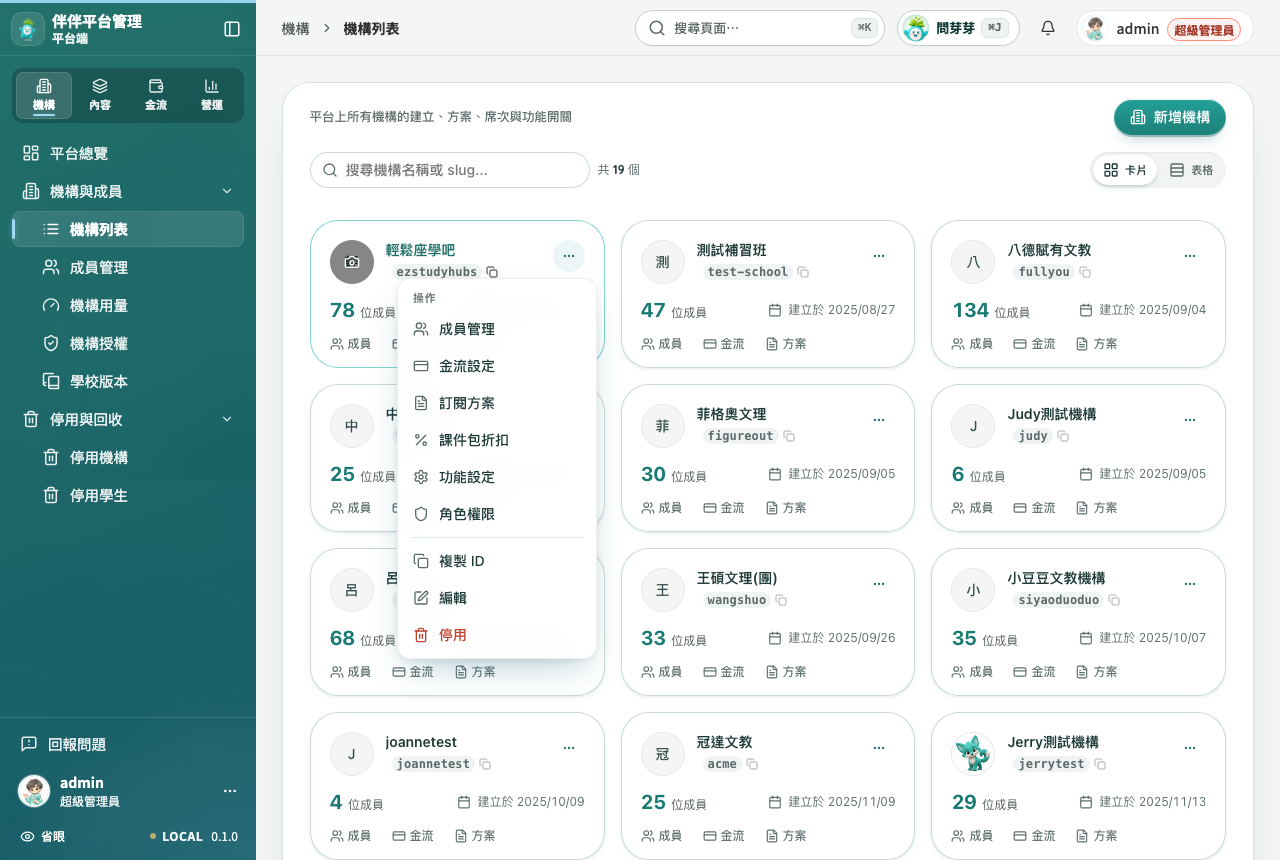 伴伴平台管理
平台端
機構
內容
金流
營運
平台總覽
機構與成員
機構列表
成員管理
機構用量
機構授權
學校版本
停用與回收
停用機構
停用學生
回報問題
admin
超級管理員
省眼
LOCAL 0.1.0
機構 > 機構列表
搜尋頁面… ⌘K
問芽芽 ⌘J
admin 超級管理員
平台上所有機構的建立、方案、席次與功能開關
新增機構
搜尋機構名稱或 slug...
共 19 個
卡片
表格
輕鬆座學吧
ezstudyhubs
78 位成員
成員
操作
成員管理
金流設定
訂閱方案
課件包折扣
功能設定
角色權限
複製 ID
編輯
停用
測試補習班
測
test-school
47 位成員 建立於 2025/08/27
成員 金流 方案
八德賦有文教
八
fullyou
134 位成員 建立於 2025/09/04
成員 金流 方案
中
25 位成員
成員
菲格奧文理
菲
figureout
30 位成員 建立於 2025/09/05
成員 金流 方案
Judy測試機構
J
judy
6 位成員 建立於 2025/09/05
成員 金流 方案
呂
68 位成員
成員 金流 方案
王碩文理(團)
王
wangshuo
33 位成員 建立於 2025/09/26
成員 金流 方案
小豆豆文教機構
小
siyaoduoduo
35 位成員 建立於 2025/10/07
成員 金流 方案
joannetest
J
joannetest
4 位成員 建立於 2025/10/09
成員 金流 方案
冠達文教
冠
acme
25 位成員 建立於 2025/11/09
成員 金流 方案
Jerry測試機構
jerrytest
29 位成員 建立於 2025/11/13
成員 金流 方案